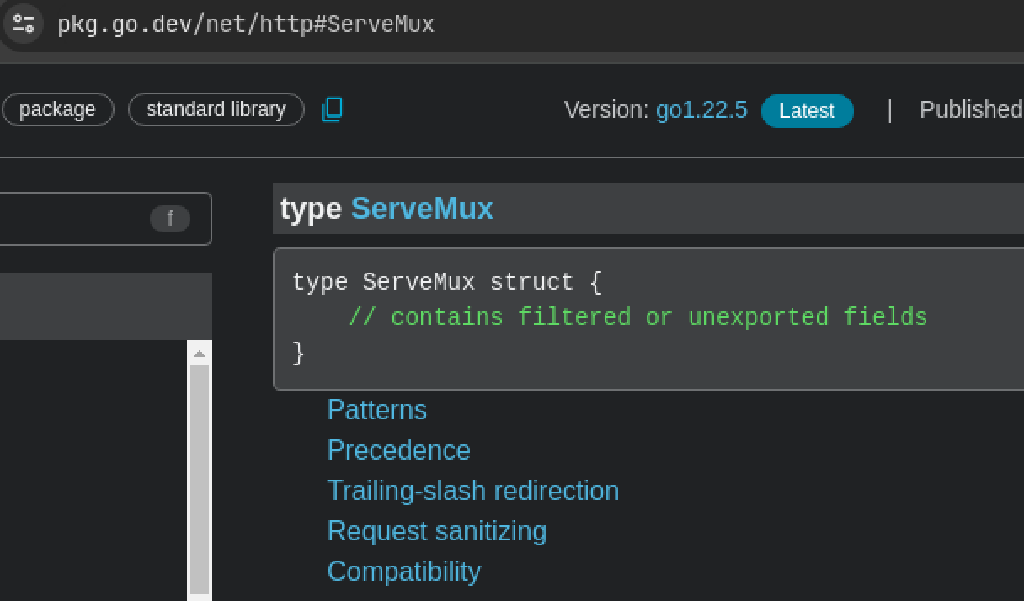 pkg.go.dev/net/http#ServeMux
package standard library Version: go1.22.5 Latest | Published
f
type ServeMux
type ServeMux struct {
// contains filtered or unexported fields
}
Patterns
Precedence
Trailing-slash redirection
Request sanitizing
Compatibility